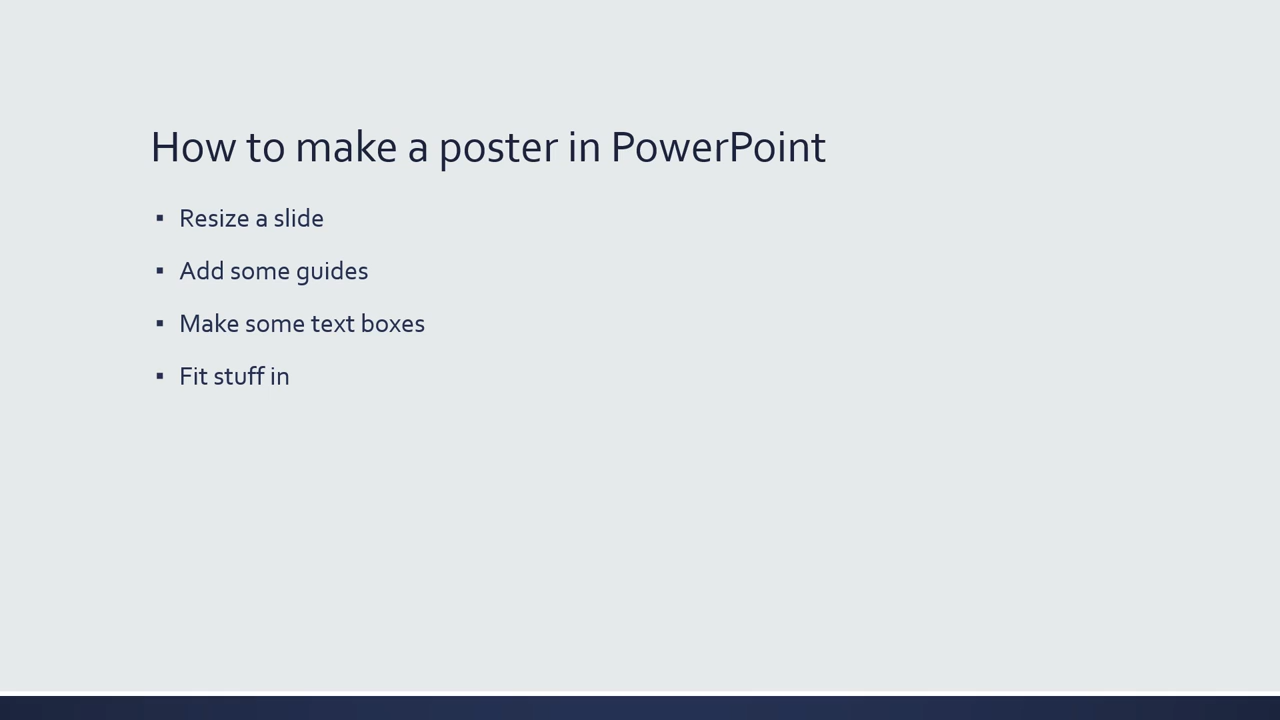 How to make a poster in PowerPoint
▪ Resize a slide
▪ Add some guides
▪ Make some text boxes
▪ Fit stuff in